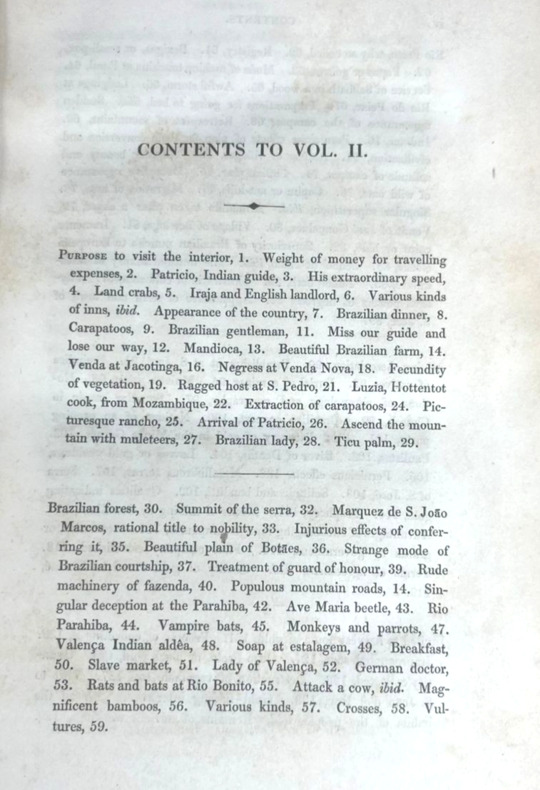 CONTENTS TO VOL. II.
Purpose to visit the interior, 1. Weight of money for travelling
expenses, 2. Patricio, Indian guide, 3. His extraordinary speed,
4. Land crabs, 5. Iraja and English landlord, 6. Various kinds
of inns, ibid. Appearance of the country, 7. Brazilian dinner, 8.
Carapatoos, 9. Brazilian gentleman, 11. Miss our guide and
lose our way, 12. Mandioca, 13. Beautiful Brazilian farm, 14.
Venda at Jacotinga, 16. Negress at Venda Nova, 18. Fecundity
of vegetation, 19. Ragged host at S. Pedro, 21. Luzia, Hottentot
cook, from Mozambique, 22. Extraction of carapatoos, 24. Pic-
turesque rancho, 25. Arrival of Patricio, 26. Ascend the moun-
tain with muleteers, 27. Brazilian lady, 28. Ticu palm, 29.
Brazilian forest, 30. Summit of the serra, 32. Marquez de S. João
Marcos, rational title to nobility, 33. Injurious effects of confer-
ring it, 35. Beautiful plain of Botaes, 36. Strange mode of
Brazilian courtship, 37. Treatment of guard of honour, 39. Rude
machinery of fazenda, 40. Populous mountain roads, 14. Sin-
gular deception at the Parahiba, 42. Ave Maria beetle, 43. Rio
Parahiba, 44. Vampire bats, 45. Monkeys and parrots, 47.
Valença Indian aldêa, 48. Soap at estalagem, 49. Breakfast,
50. Slave market, 51. Lady of Valença, 52. German doctor,
53. Rats and bats at Rio Bonito, 55. Attack a cow, ibid. Mag-
nificent bamboos, 56. Various kinds, 57. Crosses, 58. Vul-
tures, 59.